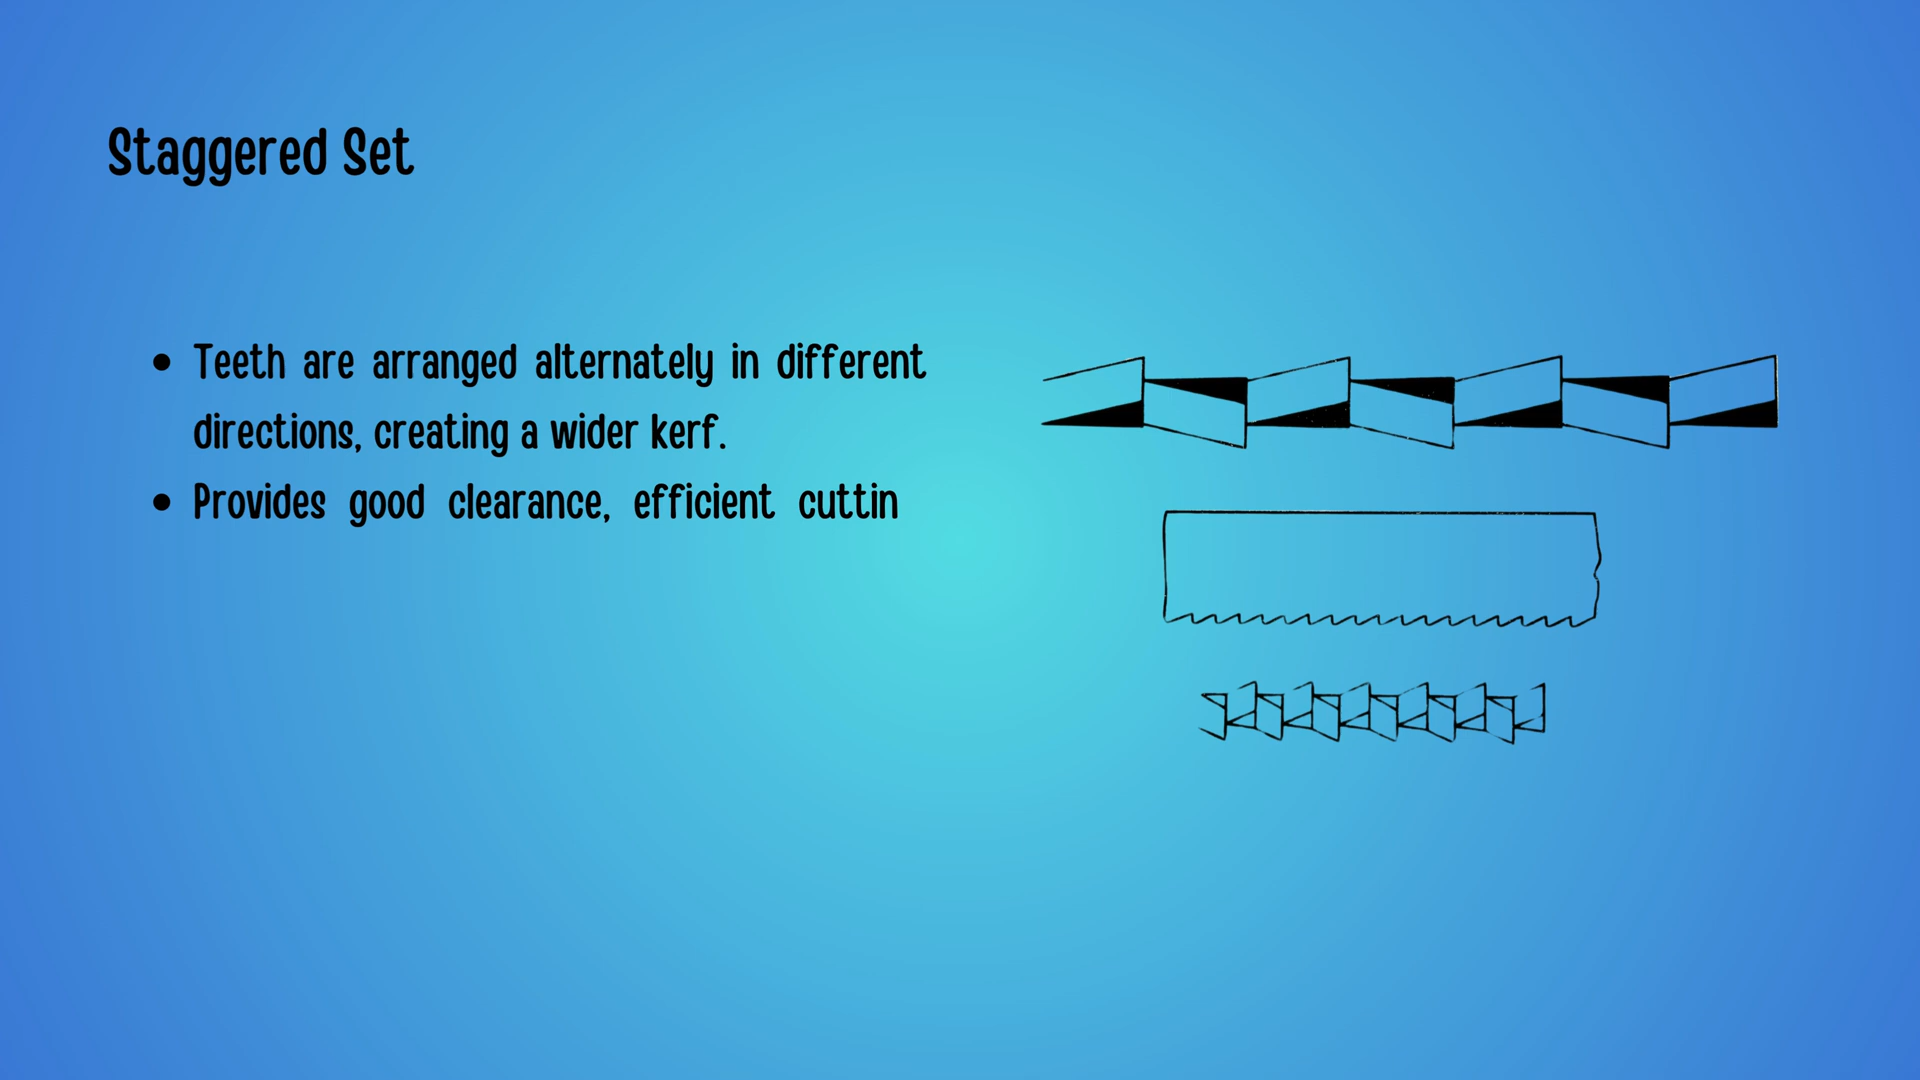 Staggered Set
• Teeth are arranged alternately in different
directions, creating a wider kerf.
• Provides good clearance, efficient cuttin